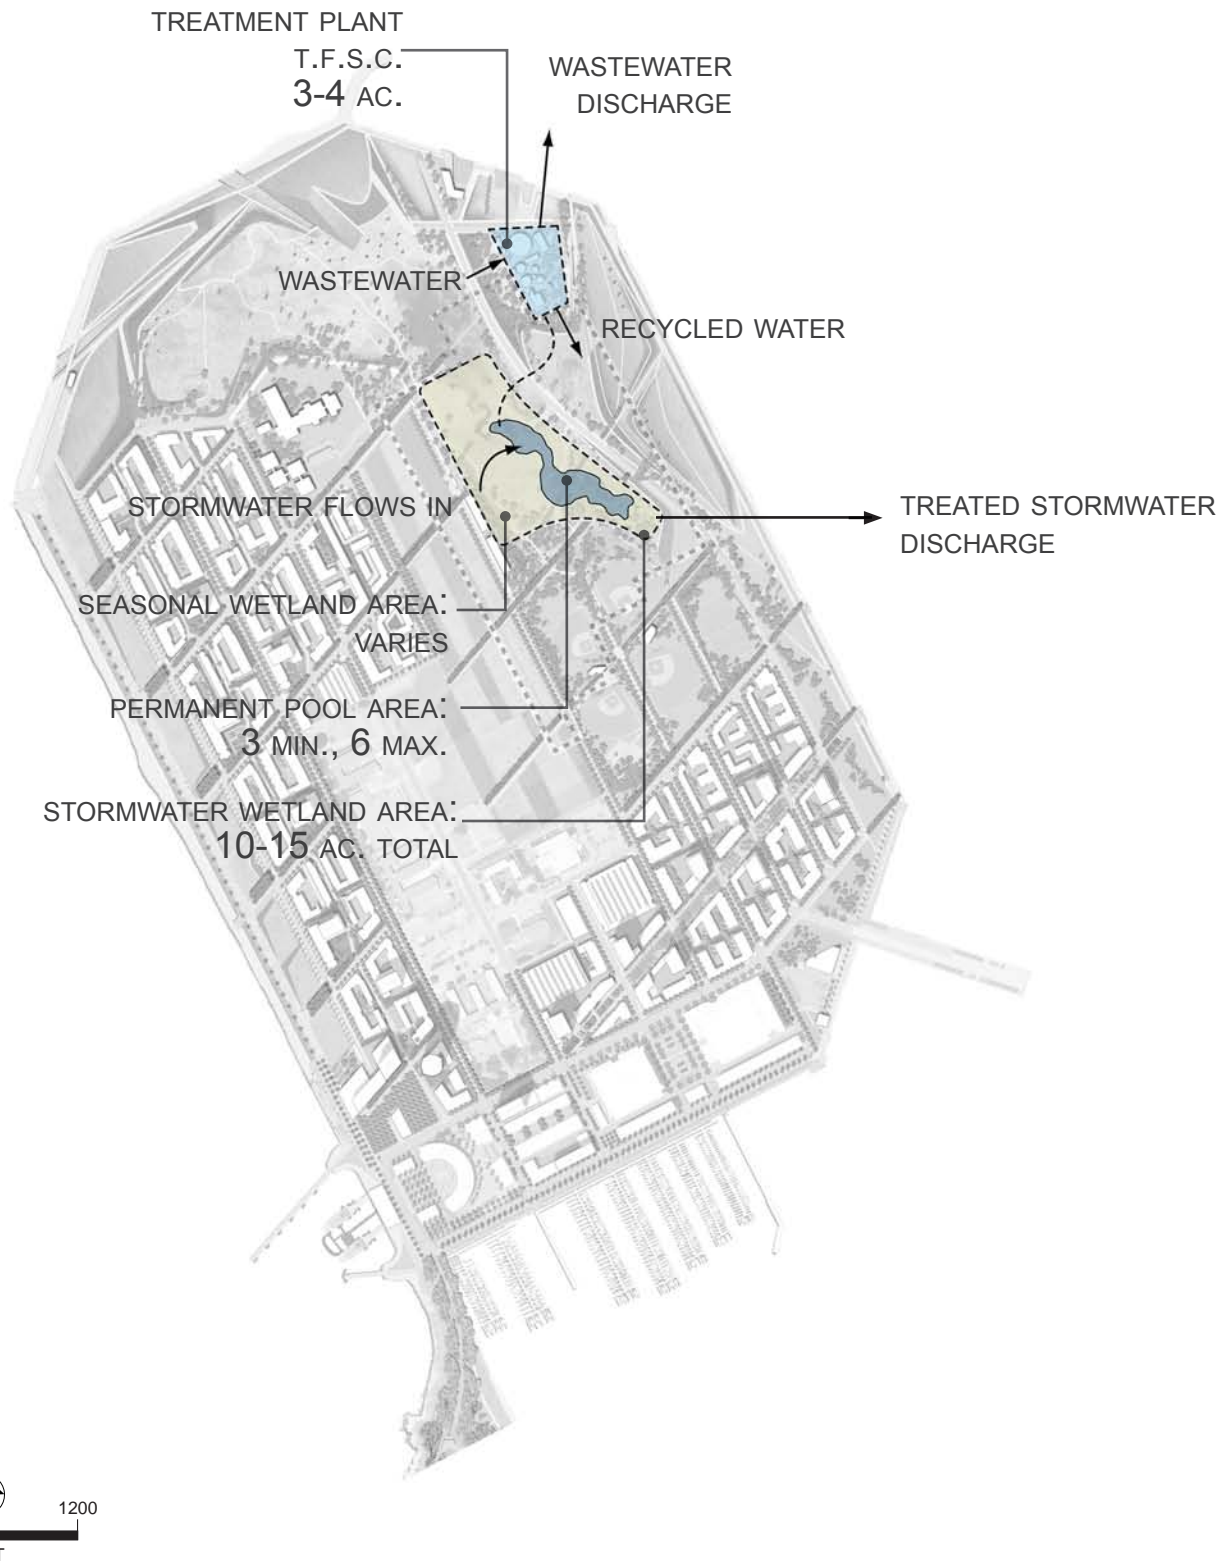 TREATMENT PLANT
T.F.S.C.
3-4 AC.
WASTEWATER
DISCHARGE
WASTEWATER
RECYCLED WATER
STORMWATER FLOWS IN
TREATED STORMWATER
DISCHARGE
SEASONAL WETLAND AREA:
VARIES
PERMANENT POOL AREA:
3 MIN., 6 MAX.
STORMWATER WETLAND AREA:
10-15 AC. TOTAL
1200